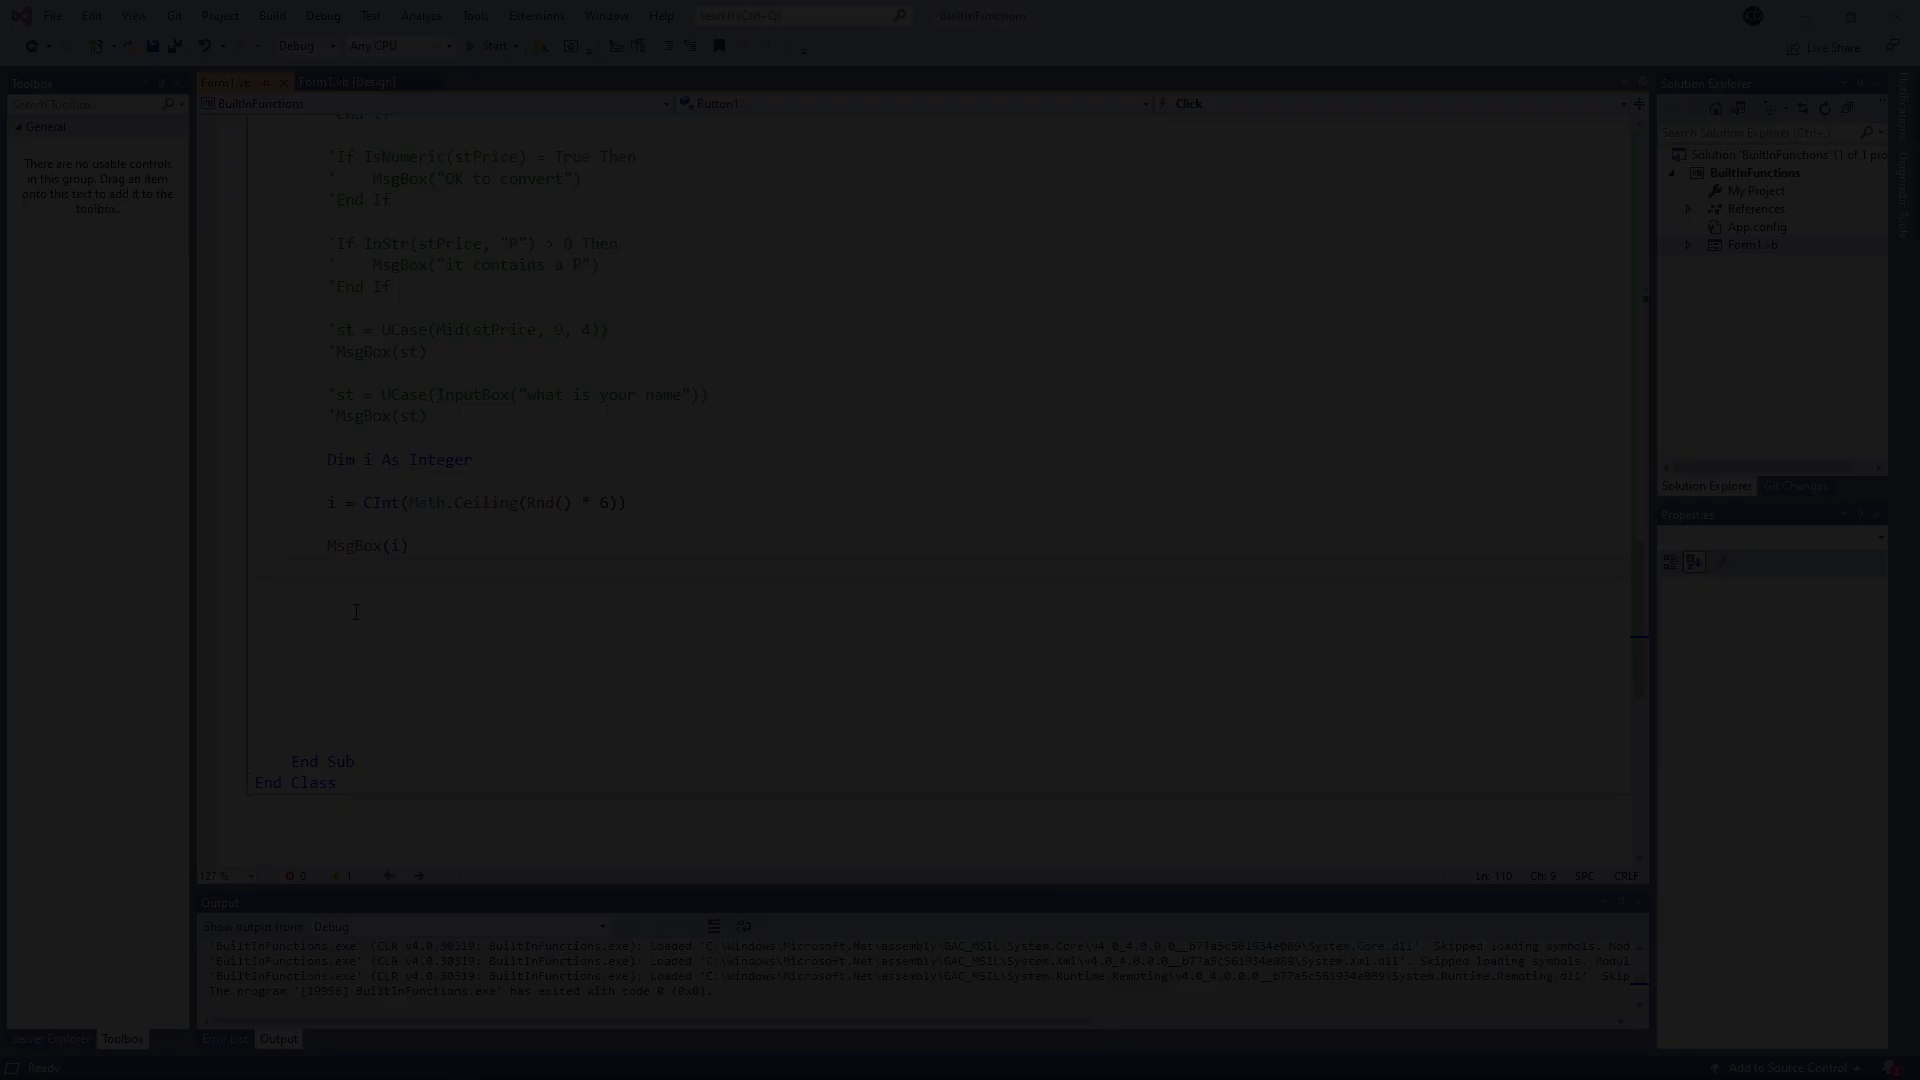 File Edit View Git Project Build Debug Test Analyze Tools Extensions Window Help Search (Ctrl+Q) BuiltInFunctions
Debug Any CPU Start Live Share
Toolbox
Search Toolbox
General
There are no usable controls
in this group. Drag an item
onto this text to add it to the
toolbox.
Form1.vb Form1.vb [Design]
BuiltInFunctions Button1 Click
'End If
'If IsNumeric(stPrice) = True Then
' MsgBox("OK to convert")
'End If
'If InStr(stPrice, "P") > 0 Then
' MsgBox("it contains a P")
'End If
'st = UCase(Mid(stPrice, 9, 4))
'MsgBox(st)
'st = UCase(InputBox("what is your name"))
'MsgBox(st)
Dim i As Integer
i = CInt(Math.Ceiling(Rnd() * 6))
MsgBox(i)
End Sub
End Class
127 % 0 1 Ln: 110 Ch: 9 SPC CRLF
Output
Show output from: Debug
'BuiltInFunctions.exe' (CLR v4.0.30319: BuiltInFunctions.exe): Loaded 'C:\Windows\Microsoft.Net\assembly\GAC_MSIL\System.Core\v4.0_4.0.0.0__b77a5c561934e089\System.Core.dll'. Skipped loading symbols. Mod
'BuiltInFunctions.exe' (CLR v4.0.30319: BuiltInFunctions.exe): Loaded 'C:\Windows\Microsoft.Net\assembly\GAC_MSIL\System.Xml\v4.0_4.0.0.0__b77a5c561934e089\System.Xml.dll'. Skipped loading symbols. Modul
'BuiltInFunctions.exe' (CLR v4.0.30319: BuiltInFunctions.exe): Loaded 'C:\Windows\Microsoft.Net\assembly\GAC_MSIL\System.Runtime.Remoting\v4.0_4.0.0.0__b77a5c561934e089\System.Runtime.Remoting.dll'. Skip
The program '[19956] BuiltInFunctions.exe' has exited with code 0 (0x0).
Server Explorer Toolbox
Error List Output
Solution Explorer
Search Solution Explorer (Ctrl+;)
Solution 'BuiltInFunctions' (1 of 1 pro
BuiltInFunctions
My Project
References
App.config
Form1.vb
Solution Explorer Git Changes
Properties
Notifications
Diagnostic Tools
Ready
Add to Source Control
2